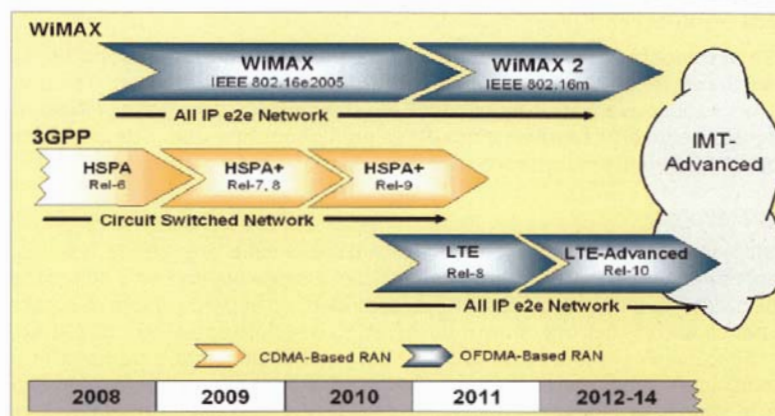 WiMAX
WiMAX
IEEE 802.16e2005
WiMAX 2
IEEE 802.16m
All IP e2e Network
IMT-
Advanced
3GPP
HSPA
Rel-6
HSPA+
Rel-7, 8
HSPA+
Rel-9
Circuit Switched Network
LTE
Rel-8
LTE-Advanced
Rel-10
All IP e2e Network
CDMA-Based RAN
OFDMA-Based RAN
2008
2009
2010
2011
2012-14